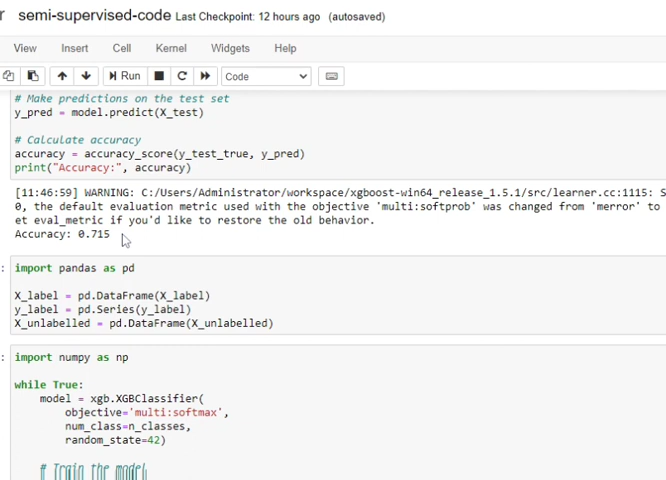 r semi-supervised-code Last Checkpoint: 12 hours ago (autosaved)
View Insert Cell Kernel Widgets Help
Run Code
# Make predictions on the test set
y_pred = model.predict(X_test)
# Calculate accuracy
accuracy = accuracy_score(y_test_true, y_pred)
print("Accuracy:", accuracy)
[11:46:59] WARNING: C:/Users/Administrator/workspace/xgboost-win64_release_1.5.1/src/learner.cc:1115: S
0, the default evaluation metric used with the objective 'multi:softprob' was changed from 'merror' to
et eval_metric if you'd like to restore the old behavior.
Accuracy: 0.715
: import pandas as pd
X_label = pd.DataFrame(X_label)
y_label = pd.Series(y_label)
X_unlabelled = pd.DataFrame(X_unlabelled)
: import numpy as np
while True:
model = xgb.XGBClassifier(
objective='multi:softmax',
num_class=n_classes,
random_state=42)
# Train the model